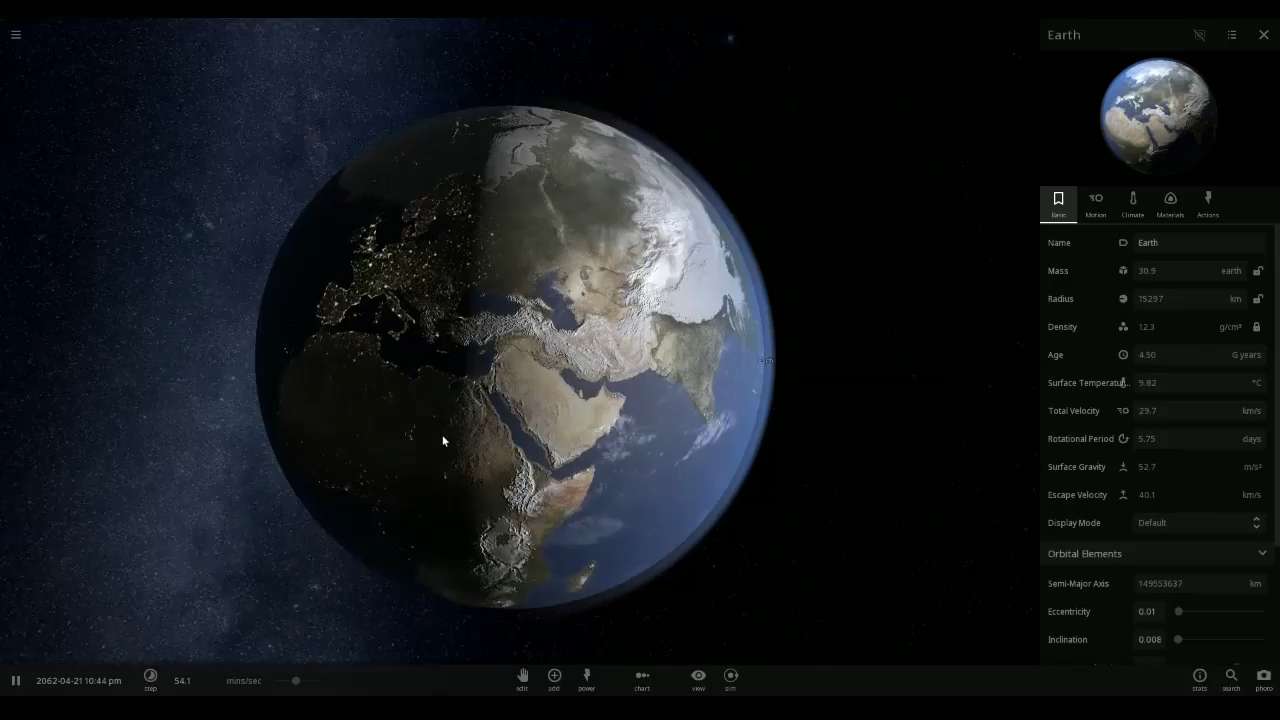 Earth
Basic
Motion
Climate
Materials
Actions
Name Earth
Mass 30.9 earth
Radius 15297 km
Density 12.3 g/cm³
Age 4.50 G years
Surface Temperatu... 9.82 °C
Total Velocity 29.7 km/s
Rotational Period 5.75 days
Surface Gravity 52.7 m/s²
Escape Velocity 40.1 km/s
Display Mode Default
Orbital Elements
Semi-Major Axis 149553637 km
Eccentricity 0.01
Inclination 0.008
2062-04-21 10:44 pm
step
54.1 mins/sec
edit
add
power
chart
view
sim
stats
search
photo